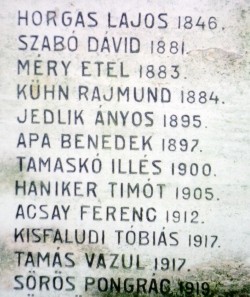 HORGAS LAJOS 1846.
SZABÓ DÁVID 1881.
MÉRY ETEL 1883.
KÜHN RAJMUND 1884.
JEDLIK ÁNYOS 1895.
APA BENEDEK 1897.
TAMASKÓ ILLÉS 1900.
HANIKER TIMÓT 1905.
ACSAY FERENC 1912.
KISFALUDI TÓBIÁS 1917.
TAMÁS VAZUL 1917.
SÖRÖS PONGRÁC 1919.